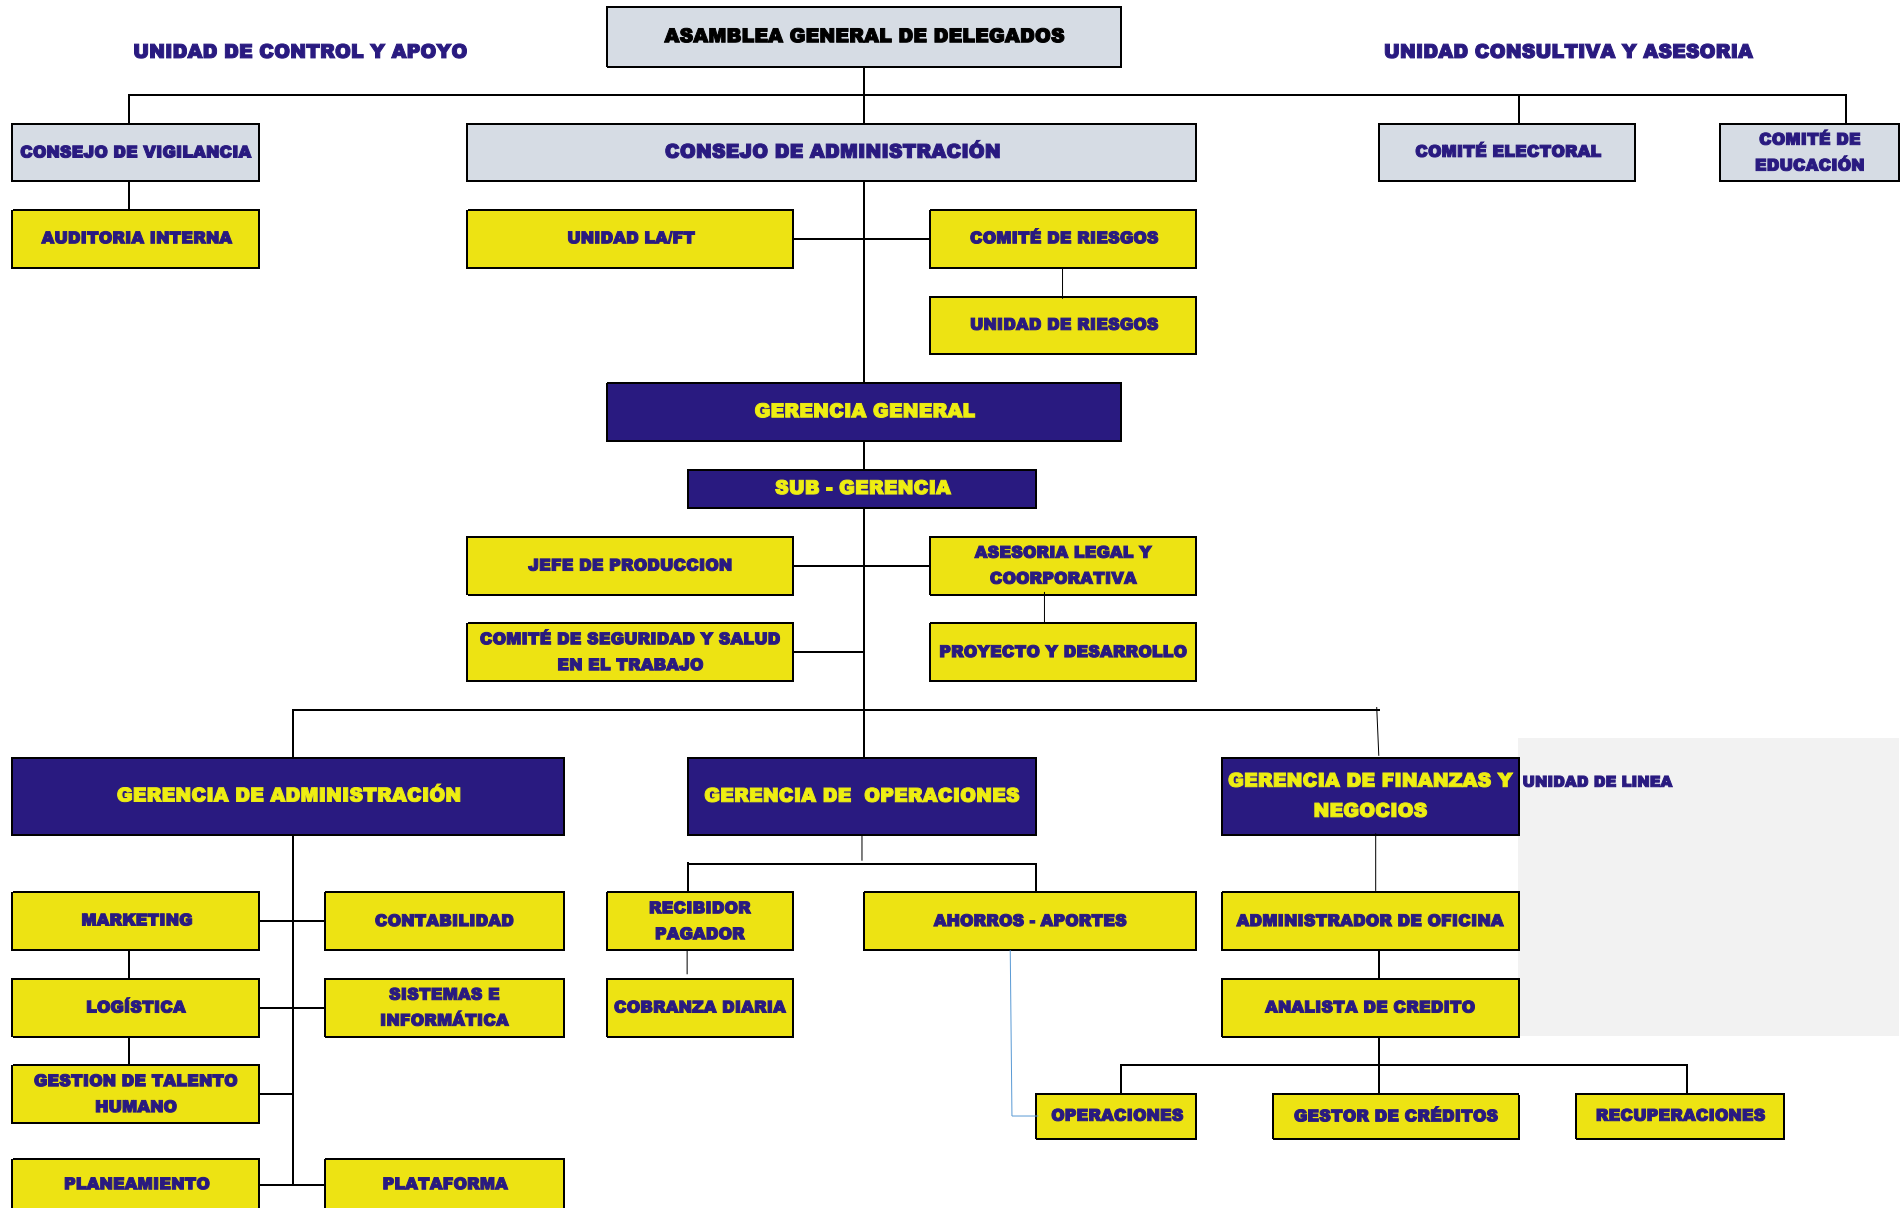 ASAMBLEA GENERAL DE DELEGADOS
UNIDAD DE CONTROL Y APOYO
UNIDAD CONSULTIVA Y ASESORIA
CONSEJO DE VIGILANCIA
CONSEJO DE ADMINISTRACIÓN
COMITÉ ELECTORAL
COMITÉ DE
EDUCACIÓN
AUDITORIA INTERNA
UNIDAD LA/FT
COMITÉ DE RIESGOS
UNIDAD DE RIESGOS
GERENCIA GENERAL
SUB - GERENCIA
JEFE DE PRODUCCION
ASESORIA LEGAL Y
COORPORATIVA
COMITÉ DE SEGURIDAD Y SALUD
EN EL TRABAJO
PROYECTO Y DESARROLLO
GERENCIA DE ADMINISTRACIÓN
GERENCIA DE OPERACIONES
GERENCIA DE FINANZAS Y
NEGOCIOS
UNIDAD DE LINEA
MARKETING
CONTABILIDAD
RECIBIDOR
PAGADOR
AHORROS - APORTES
ADMINISTRADOR DE OFICINA
LOGÍSTICA
SISTEMAS E
INFORMÁTICA
COBRANZA DIARIA
ANALISTA DE CREDITO
GESTION DE TALENTO
HUMANO
OPERACIONES
GESTOR DE CRÉDITOS
RECUPERACIONES
PLANEAMIENTO
PLATAFORMA